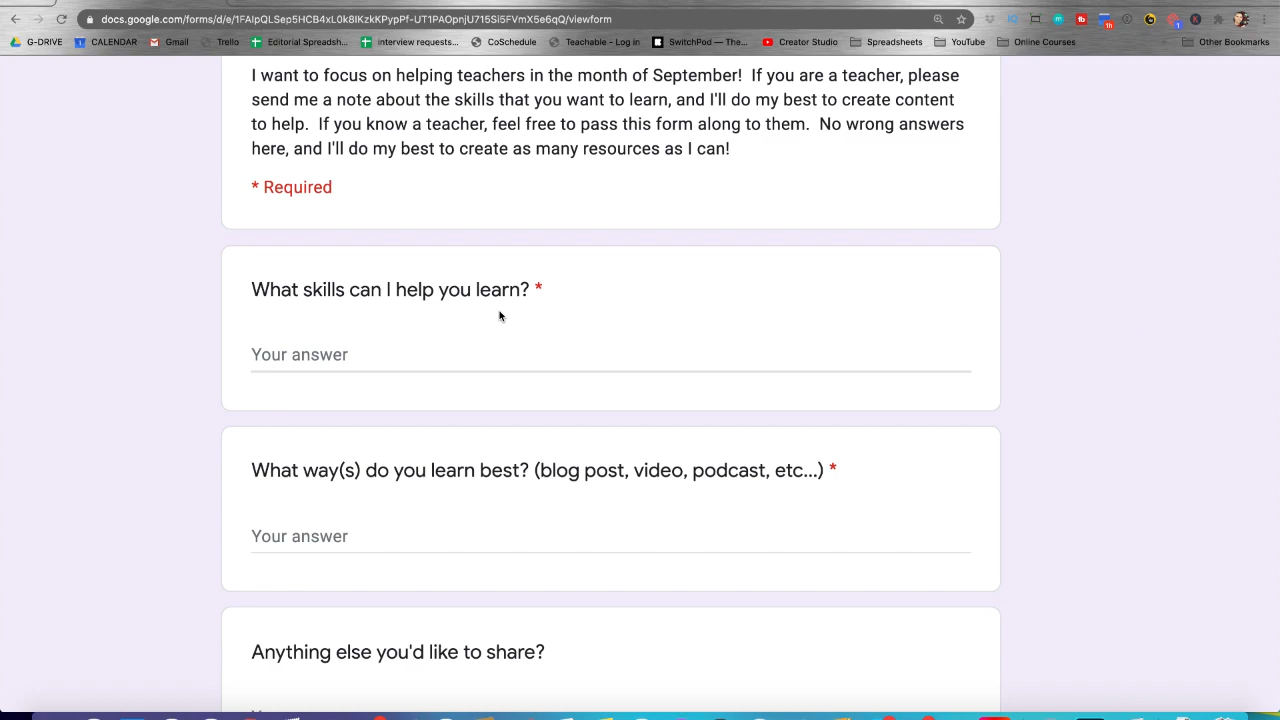 docs.google.com/forms/d/e/1FAIpQLSep5HCB4xL0k8IKzkKPypPf-UT1PAOpnjU715Si5FVmX5e6qQ/viewform
G-DRIVE CALENDAR Gmail Trello Editorial Spreadsh... interview requests... CoSchedule Teachable - Log in SwitchPod — The... Creator Studio Spreadsheets YouTube Online Courses » Other Bookmarks
I want to focus on helping teachers in the month of September! If you are a teacher, please
send me a note about the skills that you want to learn, and I'll do my best to create content
to help. If you know a teacher, feel free to pass this form along to them. No wrong answers
here, and I'll do my best to create as many resources as I can!
* Required
What skills can I help you learn? *
Your answer
What way(s) do you learn best? (blog post, video, podcast, etc...) *
Your answer
Anything else you'd like to share?